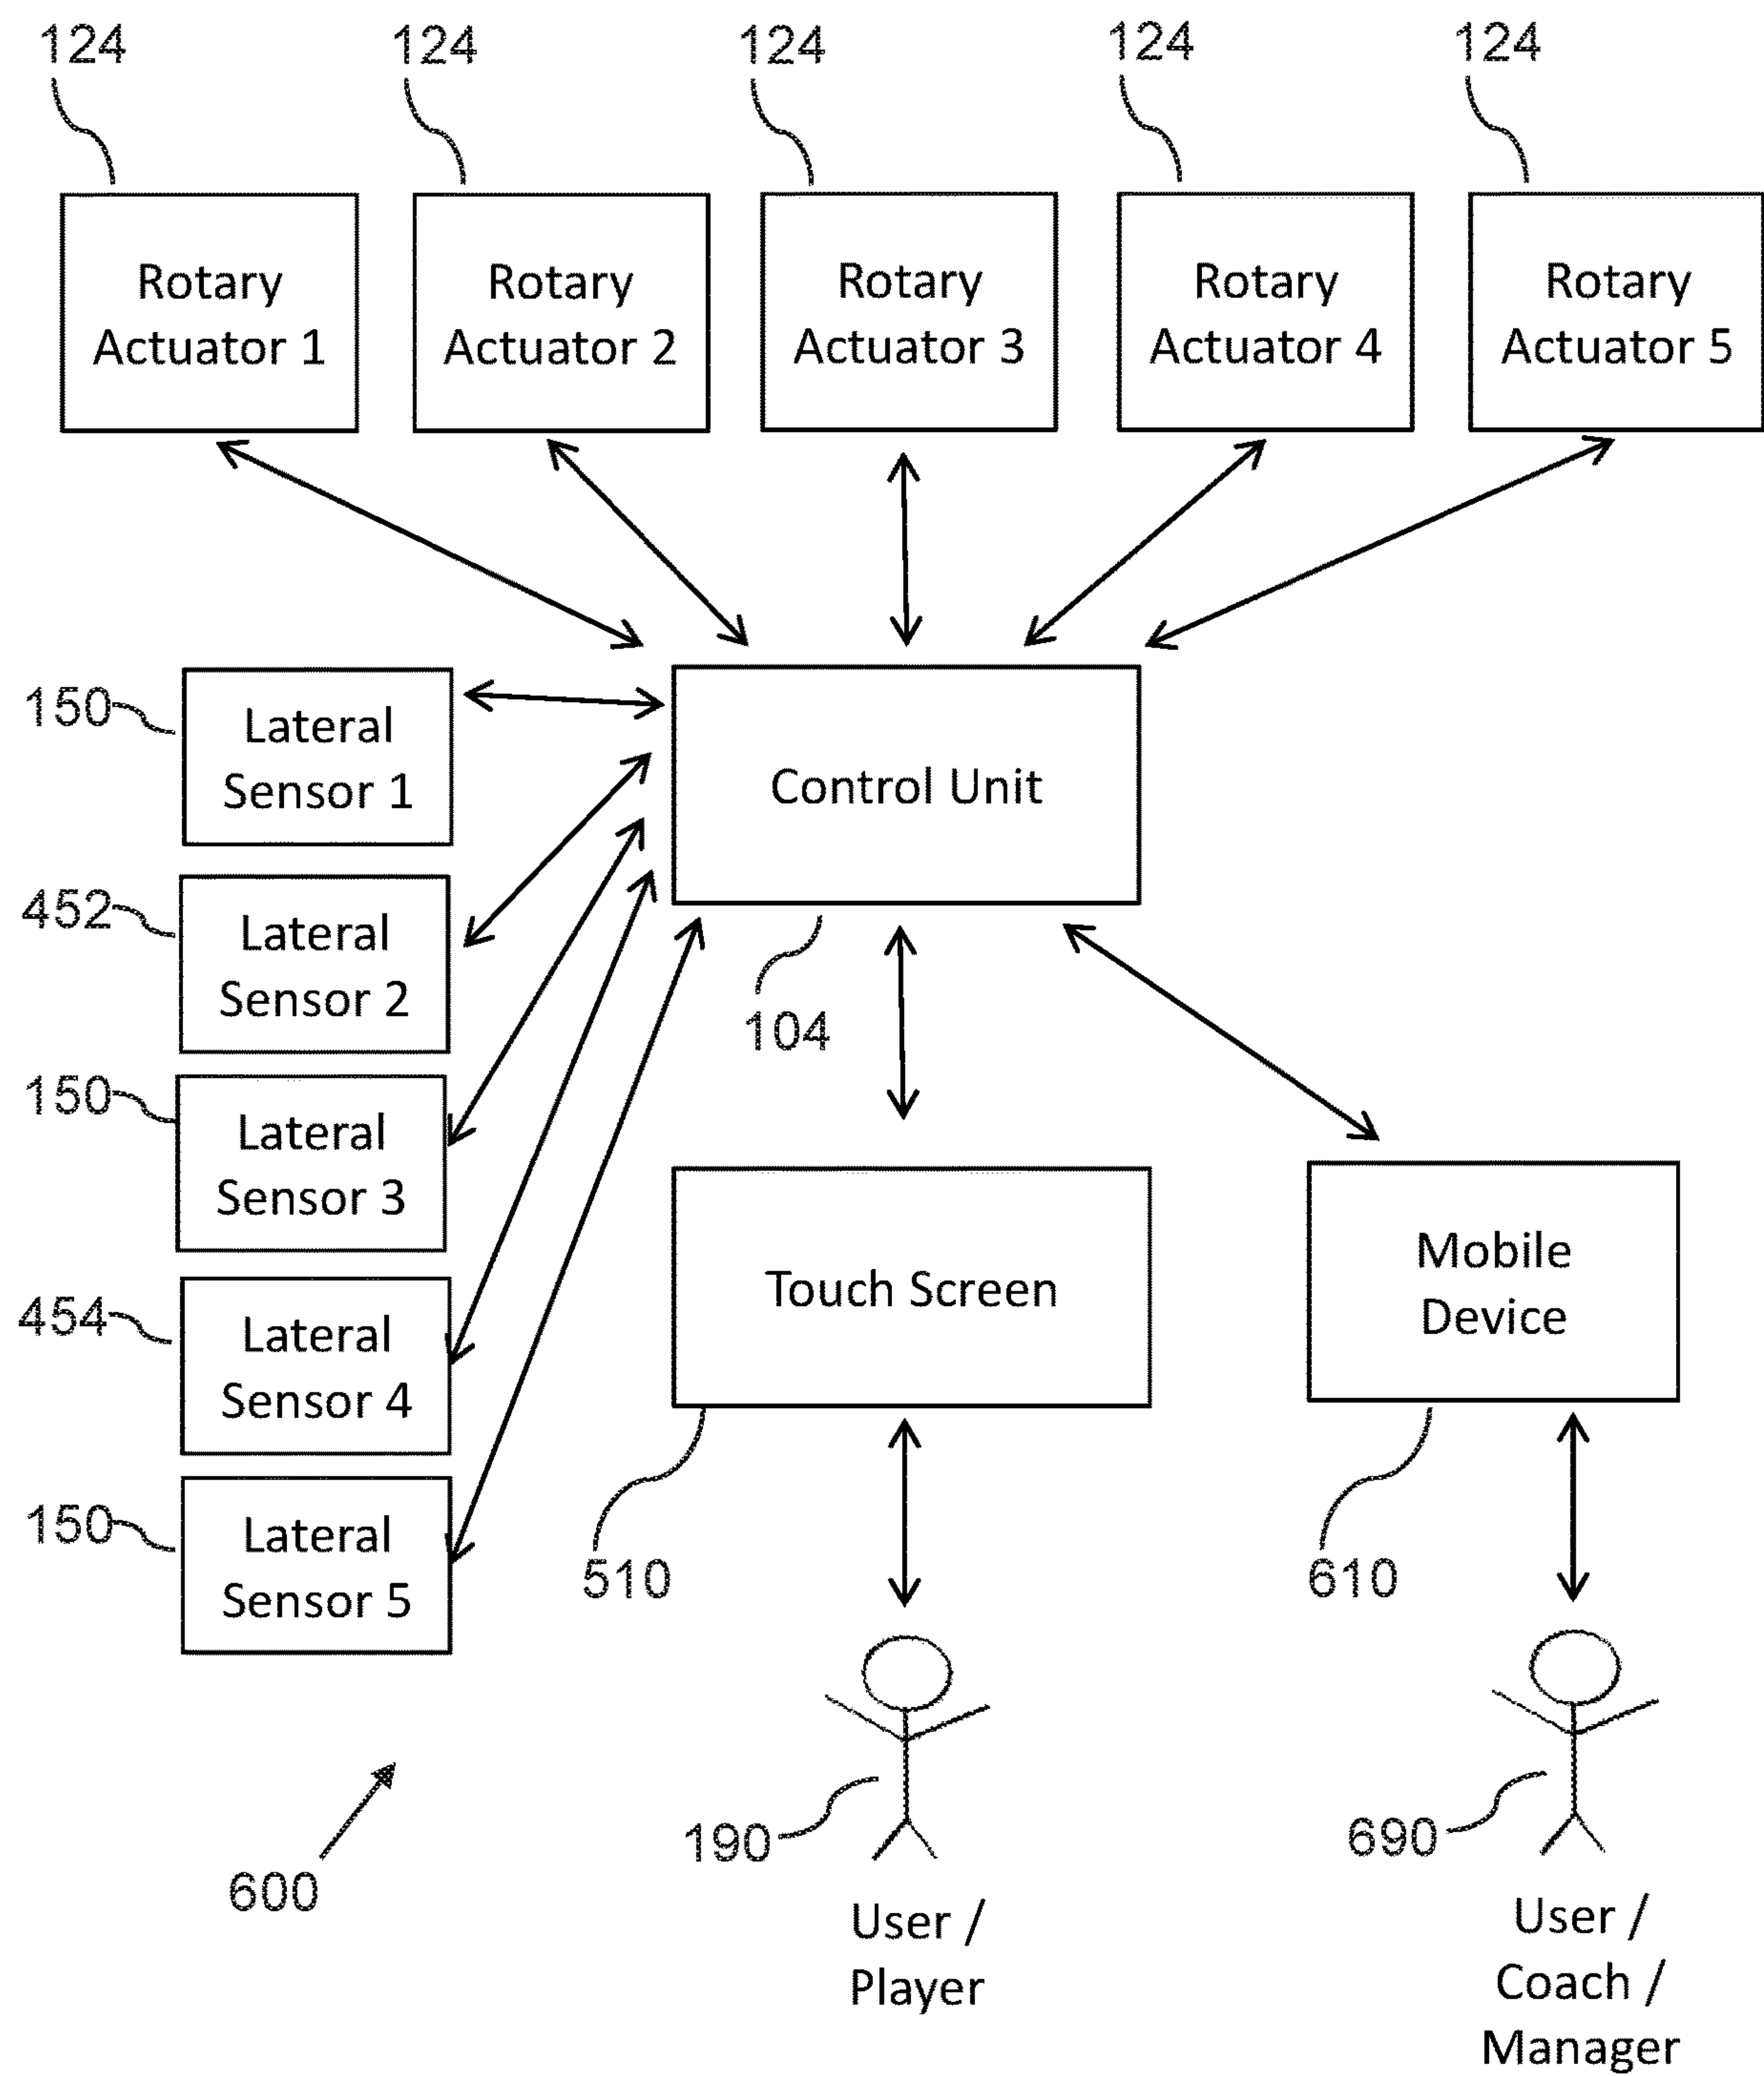 124 124 124 124 124
Rotary Actuator 1
Rotary Actuator 2
Rotary Actuator 3
Rotary Actuator 4
Rotary Actuator 5
150
Lateral
Sensor 1
Control Unit
104
452
Lateral
Sensor 2
150
Lateral
Sensor 3
454
Lateral
Sensor 4
150
Lateral
Sensor 5
Touch Screen
510
Mobile
Device
610
190
User /
Player
690
User /
Coach /
Manager
600